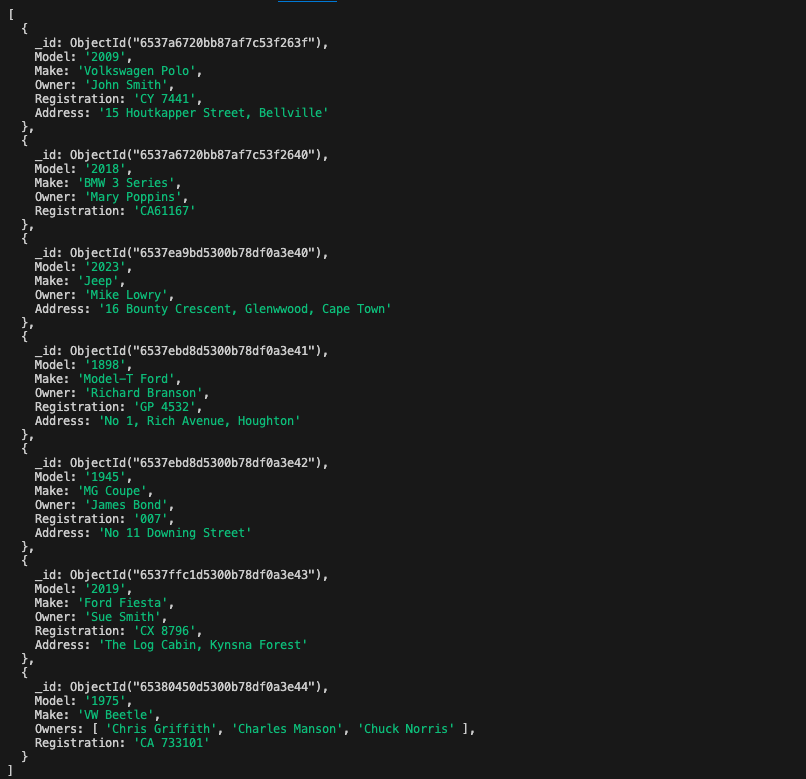 [
  {
    _id: ObjectId("6537a6720bb87af7c53f263f"),
    Model: '2009',
    Make: 'Volkswagen Polo',
    Owner: 'John Smith',
    Registration: 'CY 7441',
    Address: '15 Houtkapper Street, Bellville'
  },
  {
    _id: ObjectId("6537a6720bb87af7c53f2640"),
    Model: '2018',
    Make: 'BMW 3 Series',
    Owner: 'Mary Poppins',
    Registration: 'CA61167'
  },
  {
    _id: ObjectId("6537ea9bd5300b78df0a3e40"),
    Model: '2023',
    Make: 'Jeep',
    Owner: 'Mike Lowry',
    Address: '16 Bounty Crescent, Glenwwood, Cape Town'
  },
  {
    _id: ObjectId("6537ebd8d5300b78df0a3e41"),
    Model: '1898',
    Make: 'Model-T Ford',
    Owner: 'Richard Branson',
    Registration: 'GP 4532',
    Address: 'No 1, Rich Avenue, Houghton'
  },
  {
    _id: ObjectId("6537ebd8d5300b78df0a3e42"),
    Model: '1945',
    Make: 'MG Coupe',
    Owner: 'James Bond',
    Registration: '007',
    Address: 'No 11 Downing Street'
  },
  {
    _id: ObjectId("6537ffc1d5300b78df0a3e43"),
    Model: '2019',
    Make: 'Ford Fiesta',
    Owner: 'Sue Smith',
    Registration: 'CX 8796',
    Address: 'The Log Cabin, Kynsna Forest'
  },
  {
    _id: ObjectId("65380450d5300b78df0a3e44"),
    Model: '1975',
    Make: 'VW Beetle',
    Owners: [ 'Chris Griffith', 'Charles Manson', 'Chuck Norris' ],
    Registration: 'CA 733101'
  }
]